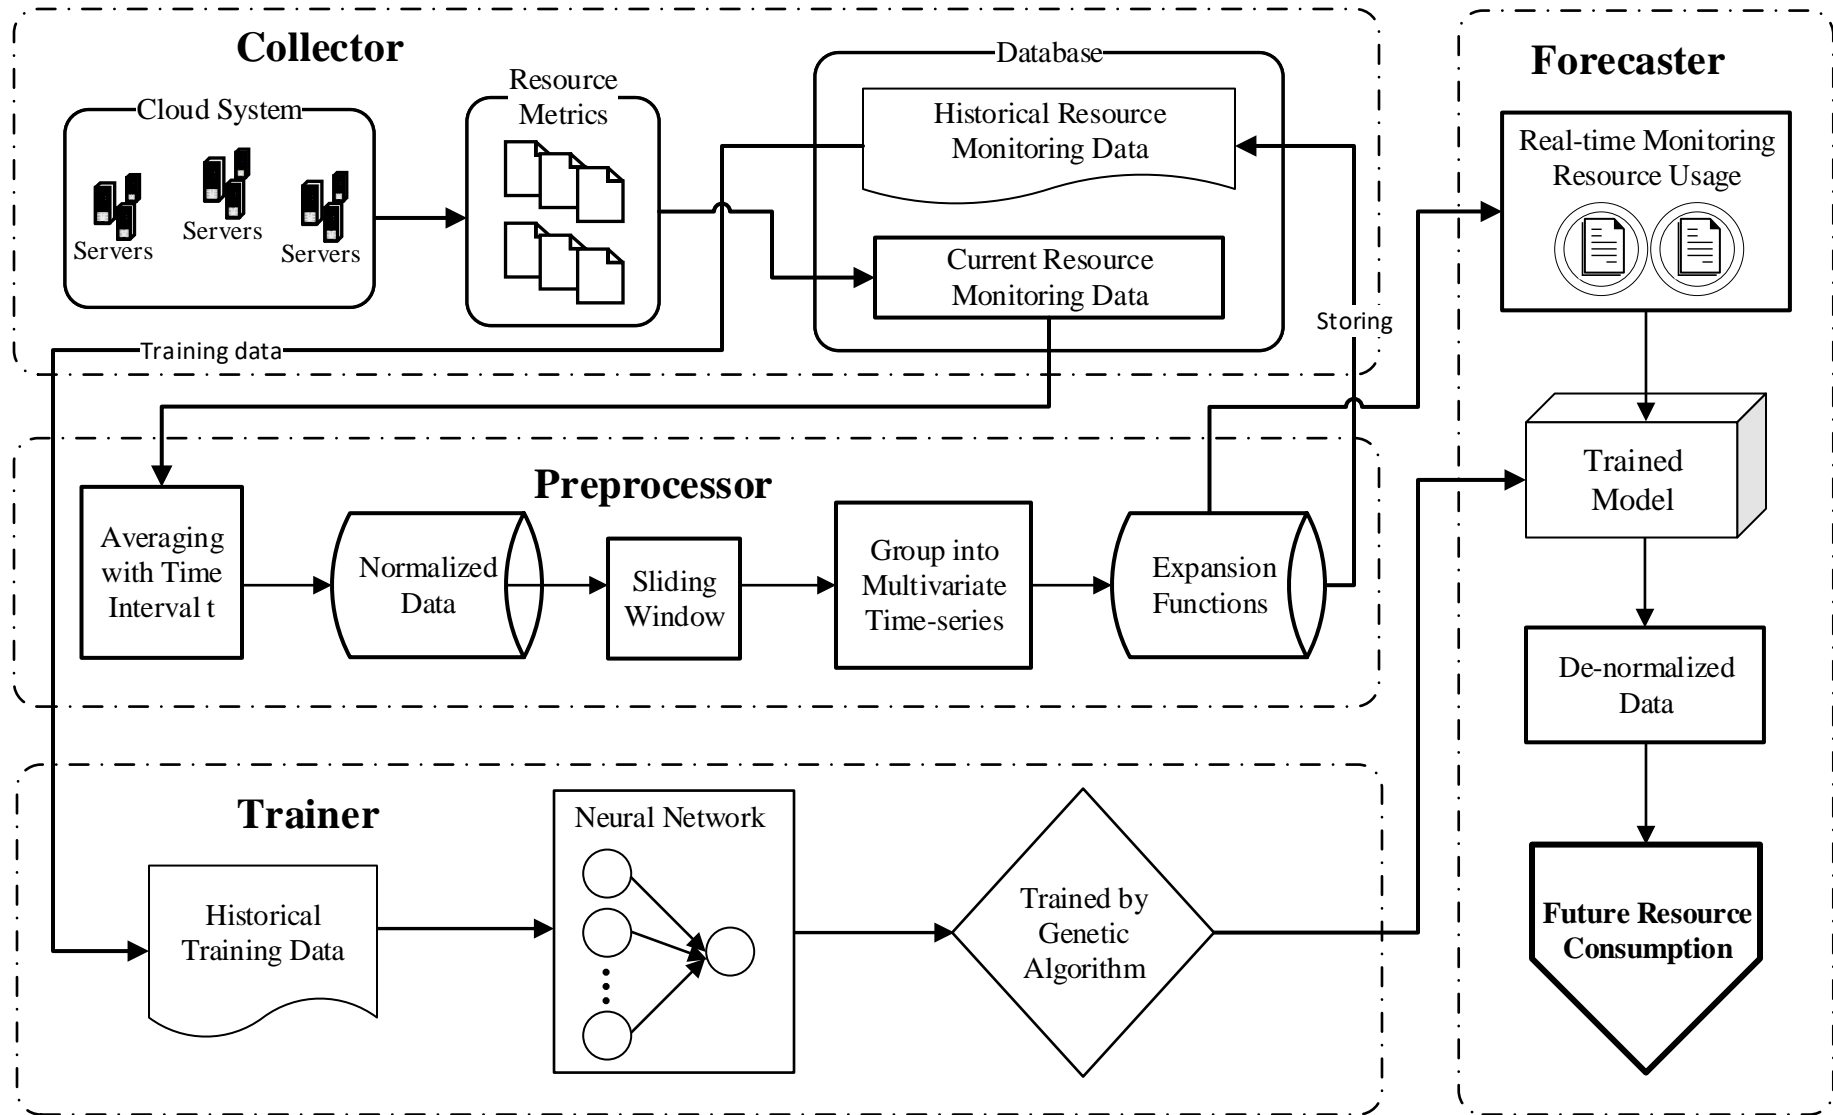 Collector
Cloud System
Servers
Servers
Servers
Resource
Metrics
Database
Historical Resource
Monitoring Data
Current Resource
Monitoring Data
Training data
Storing
Preprocessor
Averaging
with Time
Interval t
Normalized
Data
Sliding
Window
Group into
Multivariate
Time-series
Expansion
Functions
Trainer
Historical
Training Data
Neural Network
Trained by
Genetic
Algorithm
Forecaster
Real-time Monitoring
Resource Usage
Trained
Model
De-normalized
Data
Future Resource
Consumption